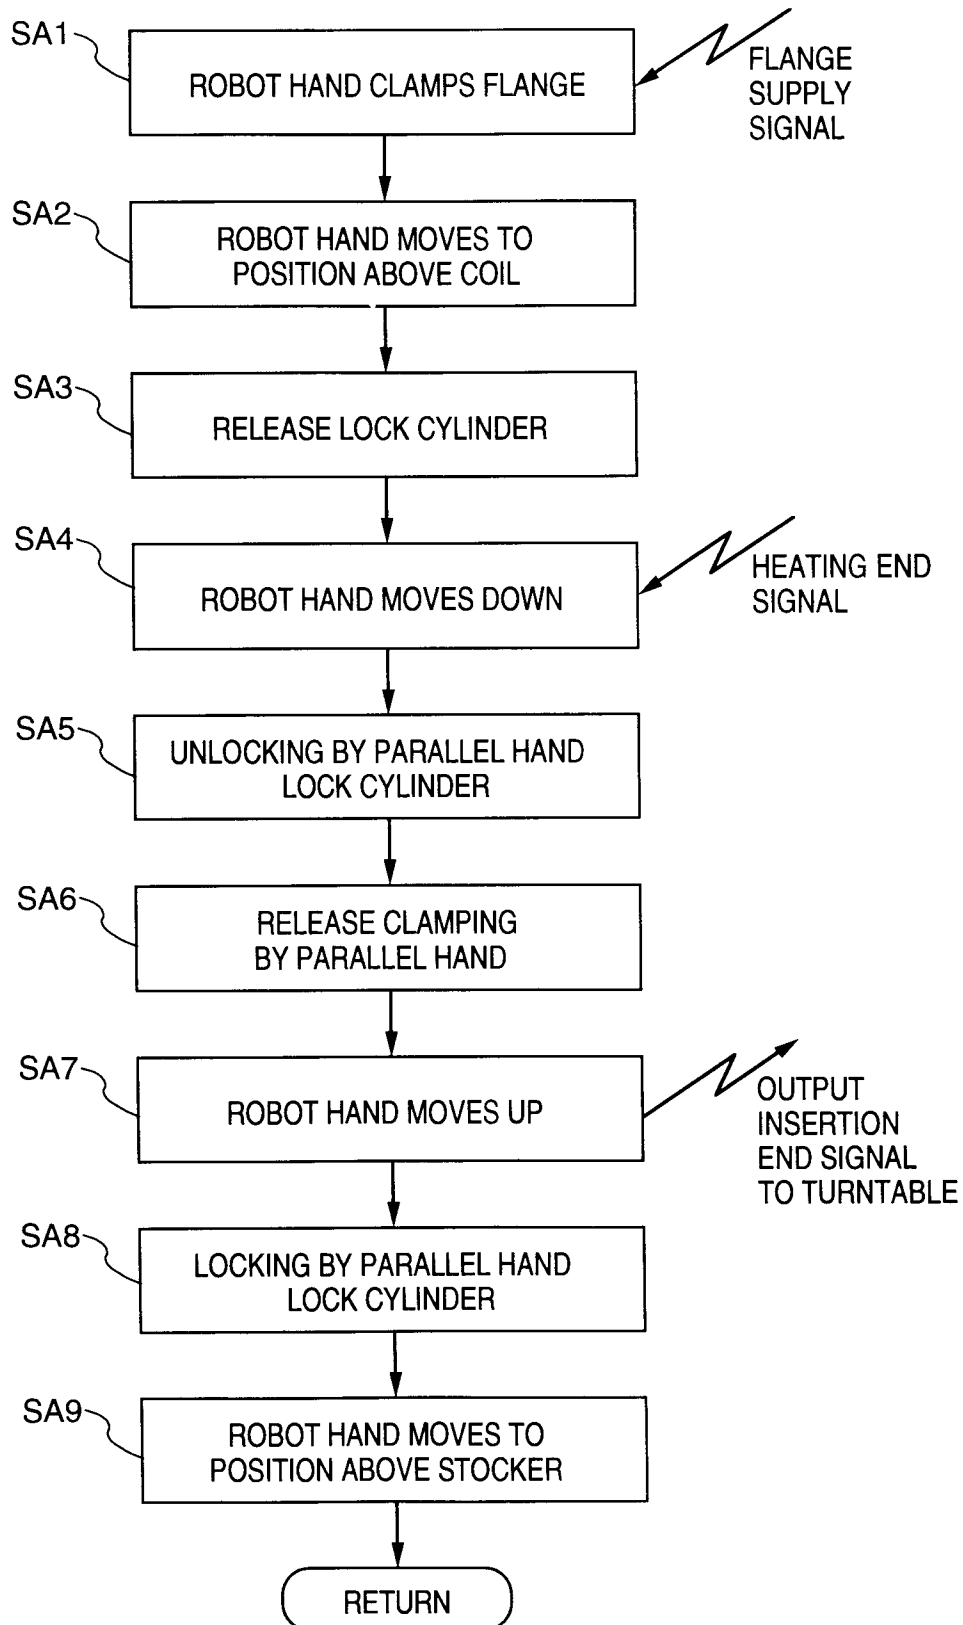 SA1
ROBOT HAND CLAMPS FLANGE
FLANGE
SUPPLY
SIGNAL
SA2
ROBOT HAND MOVES TO
POSITION ABOVE COIL
SA3
RELEASE LOCK CYLINDER
SA4
ROBOT HAND MOVES DOWN
HEATING END
SIGNAL
SA5
UNLOCKING BY PARALLEL HAND
LOCK CYLINDER
SA6
RELEASE CLAMPING
BY PARALLEL HAND
SA7
ROBOT HAND MOVES UP
OUTPUT
INSERTION
END SIGNAL
TO TURNTABLE
SA8
LOCKING BY PARALLEL HAND
LOCK CYLINDER
SA9
ROBOT HAND MOVES TO
POSITION ABOVE STOCKER
RETURN